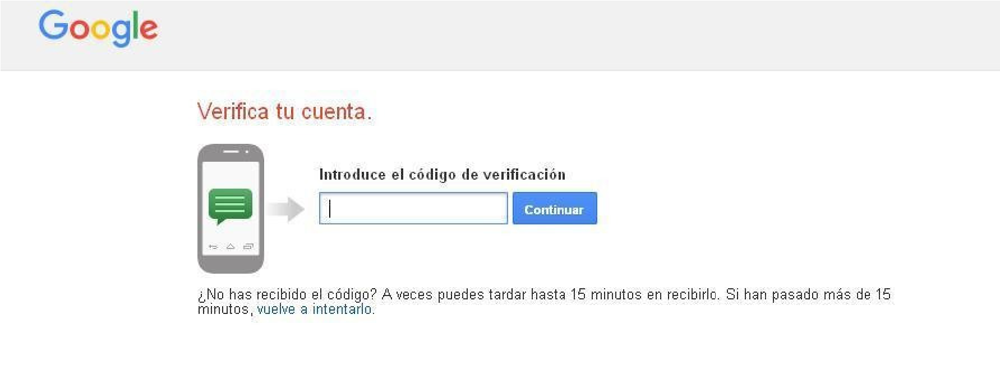 Google
Verifica tu cuenta.
Introduce el código de verificación
Continuar
¿No has recibido el código? A veces puedes tardar hasta 15 minutos en recibirlo. Si han pasado más de 15
minutos, vuelve a intentarlo.